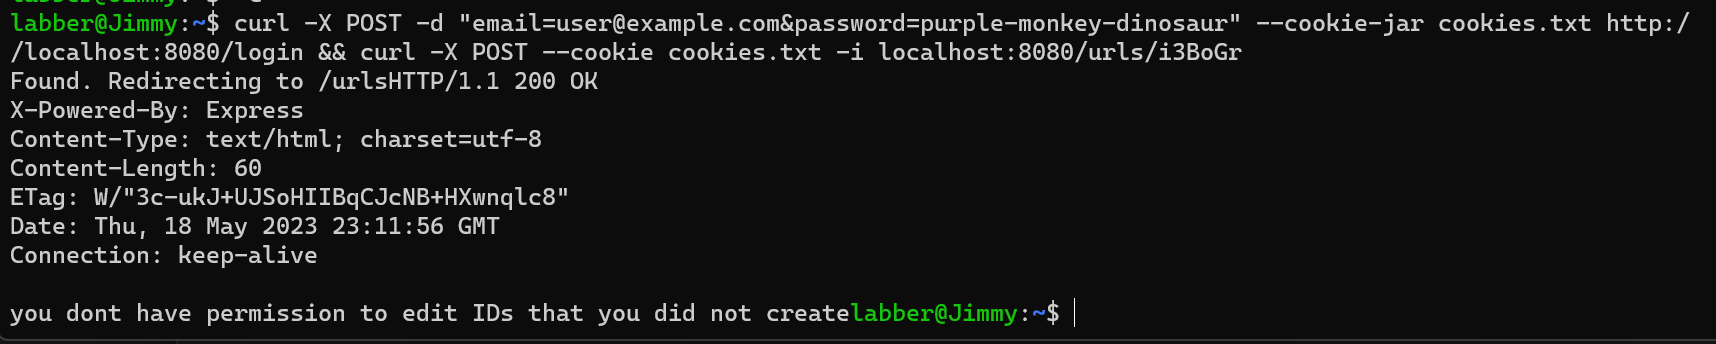 labber@Jimmy:~$ curl -X POST -d "email=user@example.com&password=purple-monkey-dinosaur" --cookie-jar cookies.txt http:/
/localhost:8080/login && curl -X POST --cookie cookies.txt -i localhost:8080/urls/i3BoGr
Found. Redirecting to /urlsHTTP/1.1 200 OK
X-Powered-By: Express
Content-Type: text/html; charset=utf-8
Content-Length: 60
ETag: W/"3c-ukJ+UJSoHIIBqCJcNB+HXwnqlc8"
Date: Thu, 18 May 2023 23:11:56 GMT
Connection: keep-alive
you dont have permission to edit IDs that you did not createlabber@Jimmy:~$